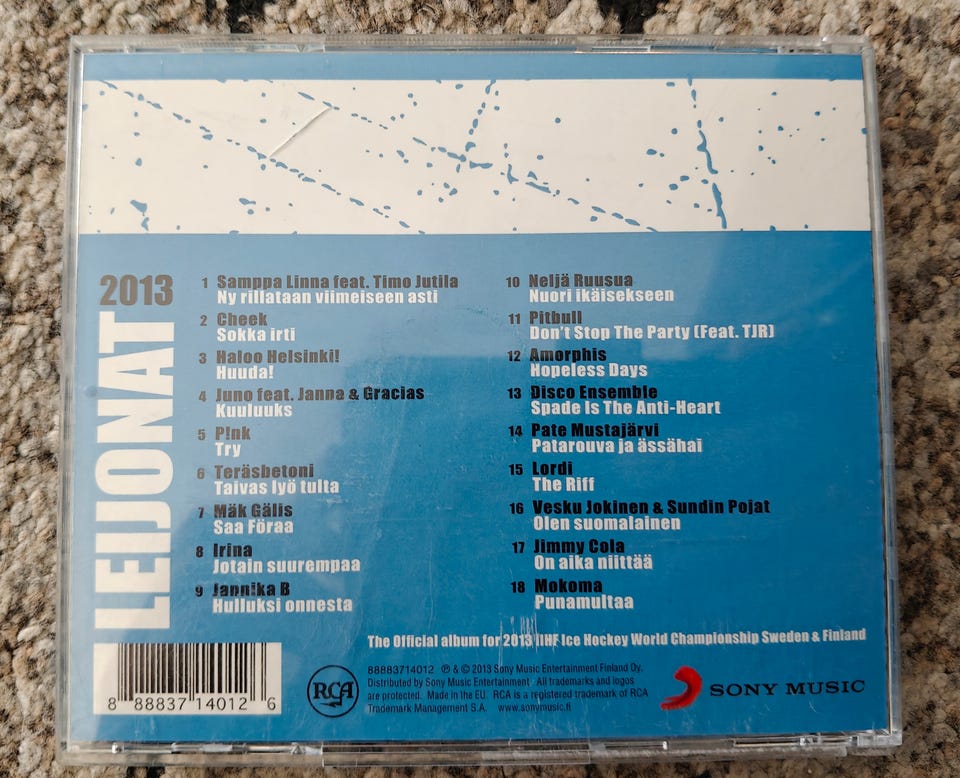 2013
LEIJONAT
1 Samppa Linna feat. Timo Jutila
Ny rillataan viimeiseen asti
2 Cheek
Sokka irti
3 Haloo Helsinki!
Huuda!
4 Juno feat. Janna & Gracias
Kuuluuks
5 P!nk
Try
6 Teräsbetoni
Taivas lyö tulta
7 Mäk Gälis
Saa Föraa
8 Irina
Jotain suurempaa
9 Jannika B
Hulluksi onnesta
10 Neljä Ruusua
Nuori ikäisekseen
11 Pitbull
Don't Stop The Party (Feat. TJR)
12 Amorphis
Hopeless Days
13 Disco Ensemble
Spade Is The Anti-Heart
14 Pate Mustajärvi
Patarouva ja ässähai
15 Lordi
The Riff
16 Vesku Jokinen & Sundin Pojat
Olen suomalainen
17 Jimmy Cola
On aika niittää
18 Mokoma
Punamultaa
The Official album for 2013 IIHF Ice Hockey World Championship Sweden & Finland
8 88837 14012 6
RCA
88883714012 ℗ & © 2013 Sony Music Entertainment Finland Oy.
Distributed by Sony Music Entertainment All trademarks and logos
are protected. Made in the EU. RCA is a registered trademark of RCA
Trademark Management S.A. www.sonymusic.fi
SONY MUSIC